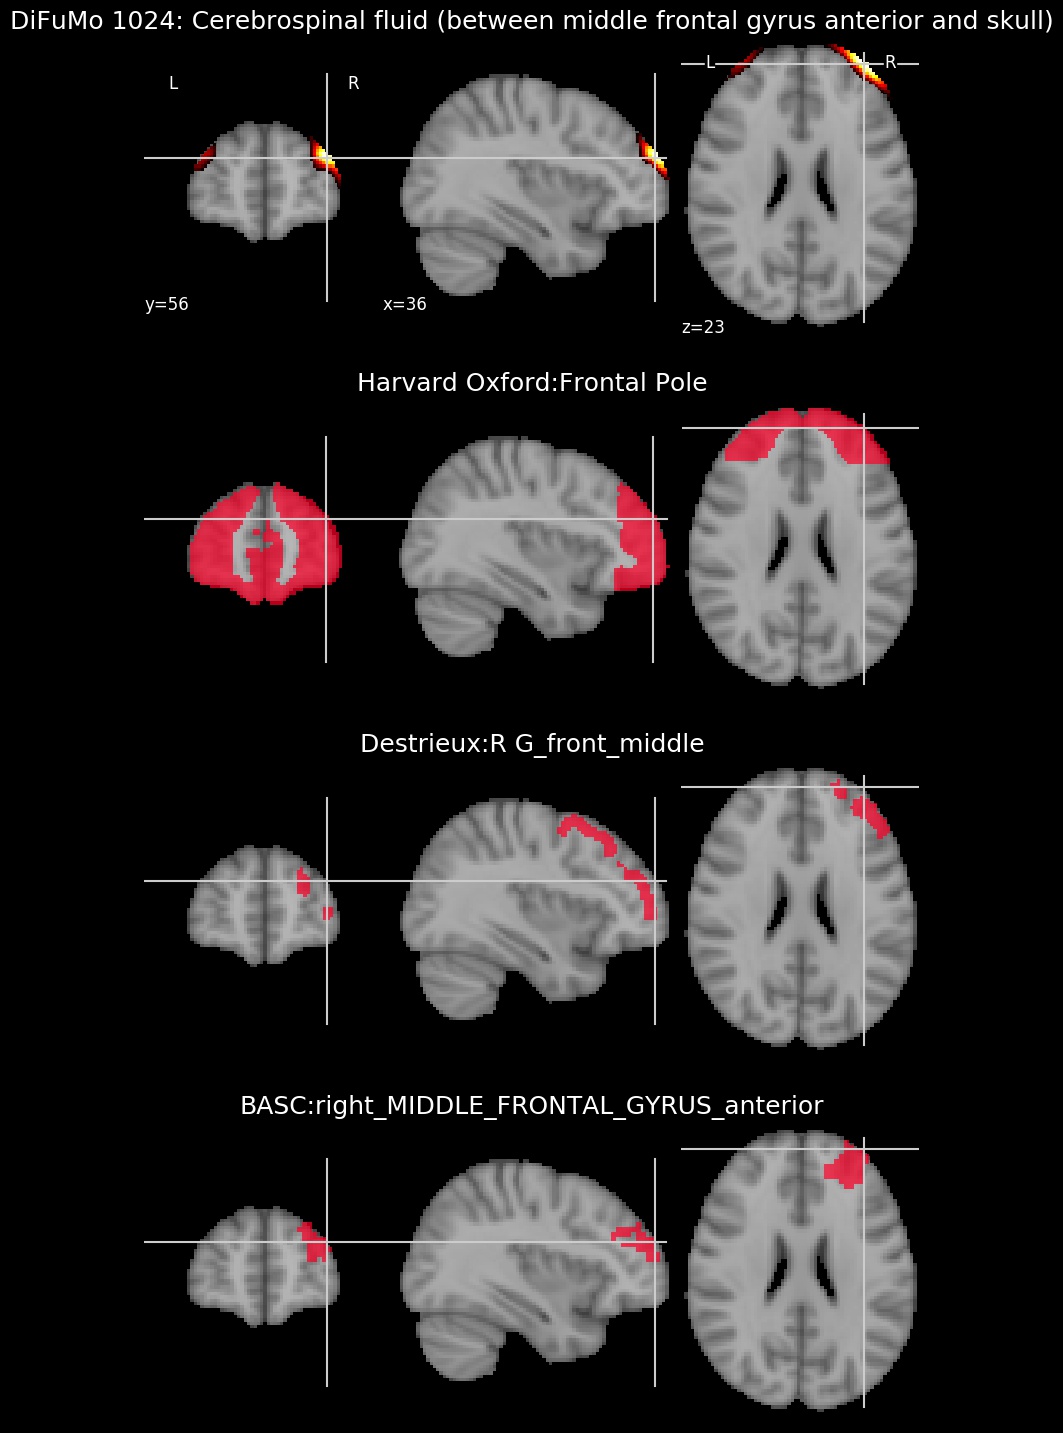 DiFuMo 1024: Cerebrospinal fluid (between middle frontal gyrus anterior and skull)
L R
L R
y=56
x=36
z=23
Harvard Oxford:Frontal Pole
Destrieux:R G_front_middle
BASC:right_MIDDLE_FRONTAL_GYRUS_anterior